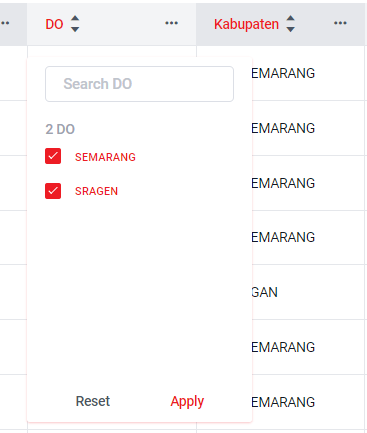 DO Kabupaten
Search DO
EMARANG
2 DO
EMARANG
SEMARANG
EMARANG
SRAGEN
EMARANG
GAN
EMARANG
Reset Apply
EMARANG